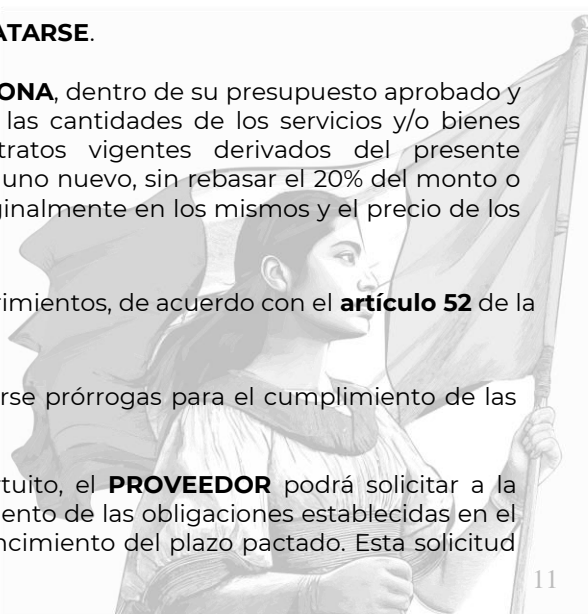 ATARSE.
ONA, dentro de su presupuesto aprobado y
las cantidades de los servicios y/o bienes
tratos vigentes derivados del presente
uno nuevo, sin rebasar el 20% del monto o
ginalmente en los mismos y el precio de los
rimientos, de acuerdo con el artículo 52 de la
rse prórrogas para el cumplimiento de las
rtuito, el PROVEEDOR podrá solicitar a la
ento de las obligaciones establecidas en el
ncimiento del plazo pactado. Esta solicitud
11